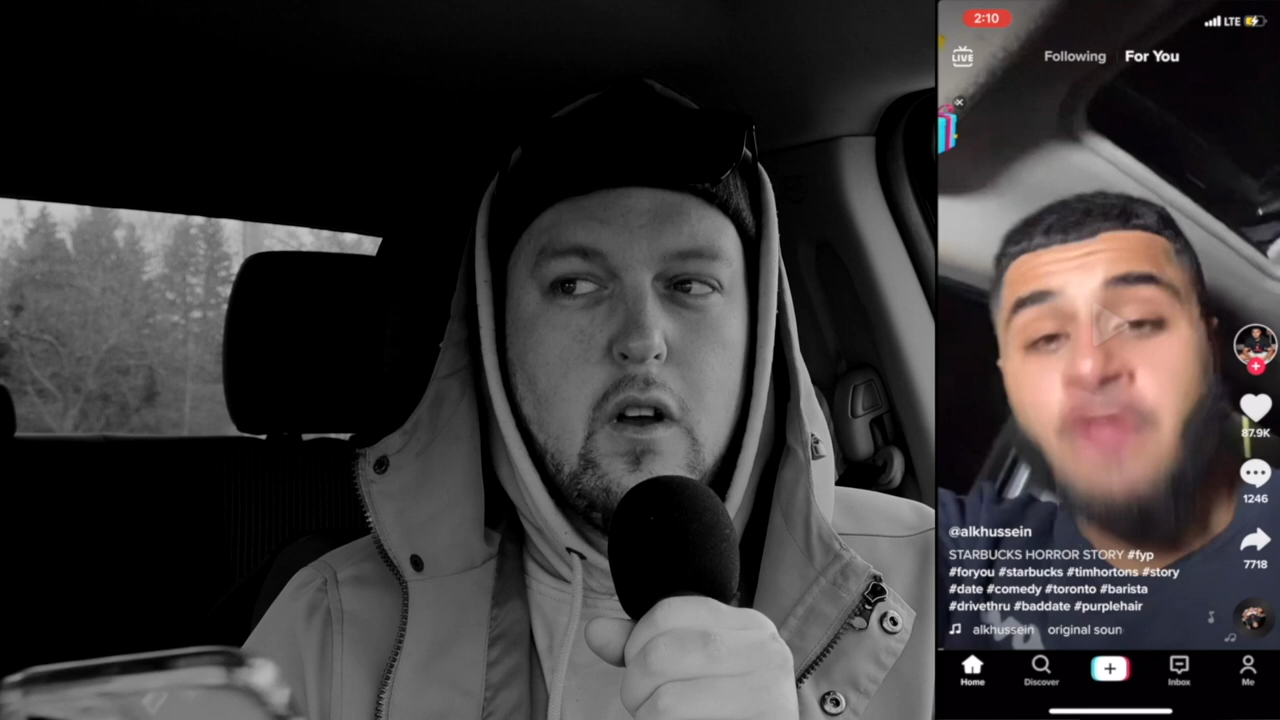 2:10
LTE
LIVE
Following
For You
87.9K
1246
7718
@alkhussein
STARBUCKS HORROR STORY #fyp
#foryou #starbucks #timhortons #story
#date #comedy #toronto #barista
#drivethru #baddate #purplehair
alkhussein original soun
Home
Discover
Inbox
Me